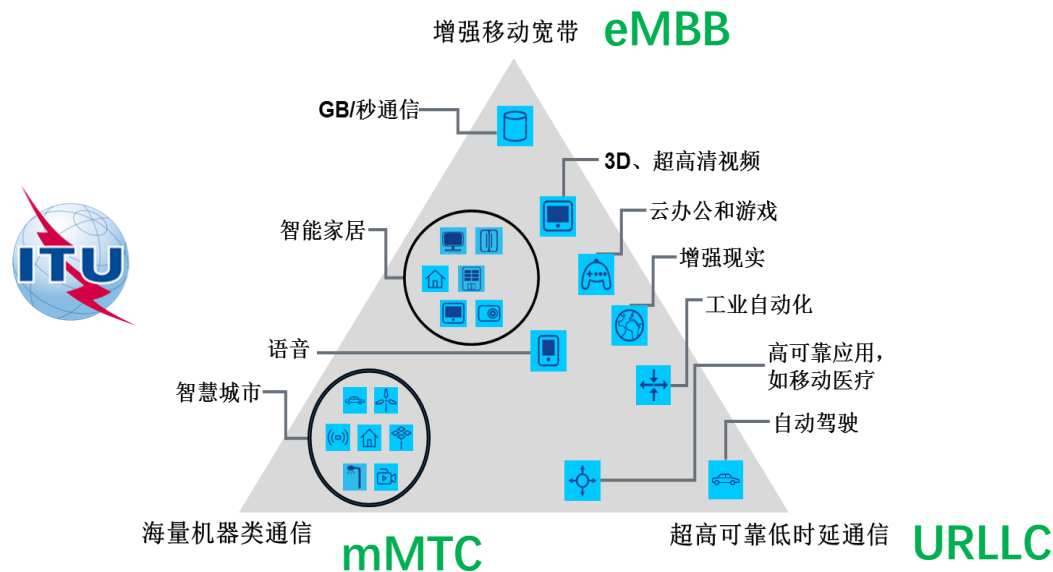 增强移动宽带 eMBB
GB/秒通信
3D、超高清视频
云办公和游戏
智能家居
增强现实
ITU
工业自动化
语音
高可靠应用，
如移动医疗
智慧城市
自动驾驶
海量机器类通信 mMTC
超高可靠低时延通信 URLLC